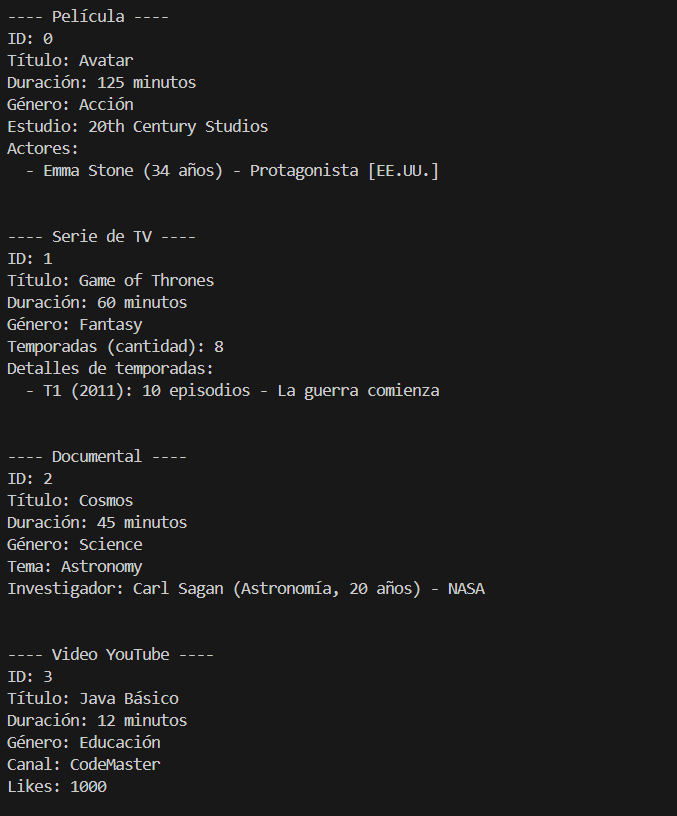 ---- Película ----
ID: 0
Título: Avatar
Duración: 125 minutos
Género: Acción
Estudio: 20th Century Studios
Actores:
  - Emma Stone (34 años) - Protagonista [EE.UU.]
---- Serie de TV ----
ID: 1
Título: Game of Thrones
Duración: 60 minutos
Género: Fantasy
Temporadas (cantidad): 8
Detalles de temporadas:
  - T1 (2011): 10 episodios - La guerra comienza
---- Documental ----
ID: 2
Título: Cosmos
Duración: 45 minutos
Género: Science
Tema: Astronomy
Investigador: Carl Sagan (Astronomía, 20 años) - NASA
---- Video YouTube ----
ID: 3
Título: Java Básico
Duración: 12 minutos
Género: Educación
Canal: CodeMaster
Likes: 1000